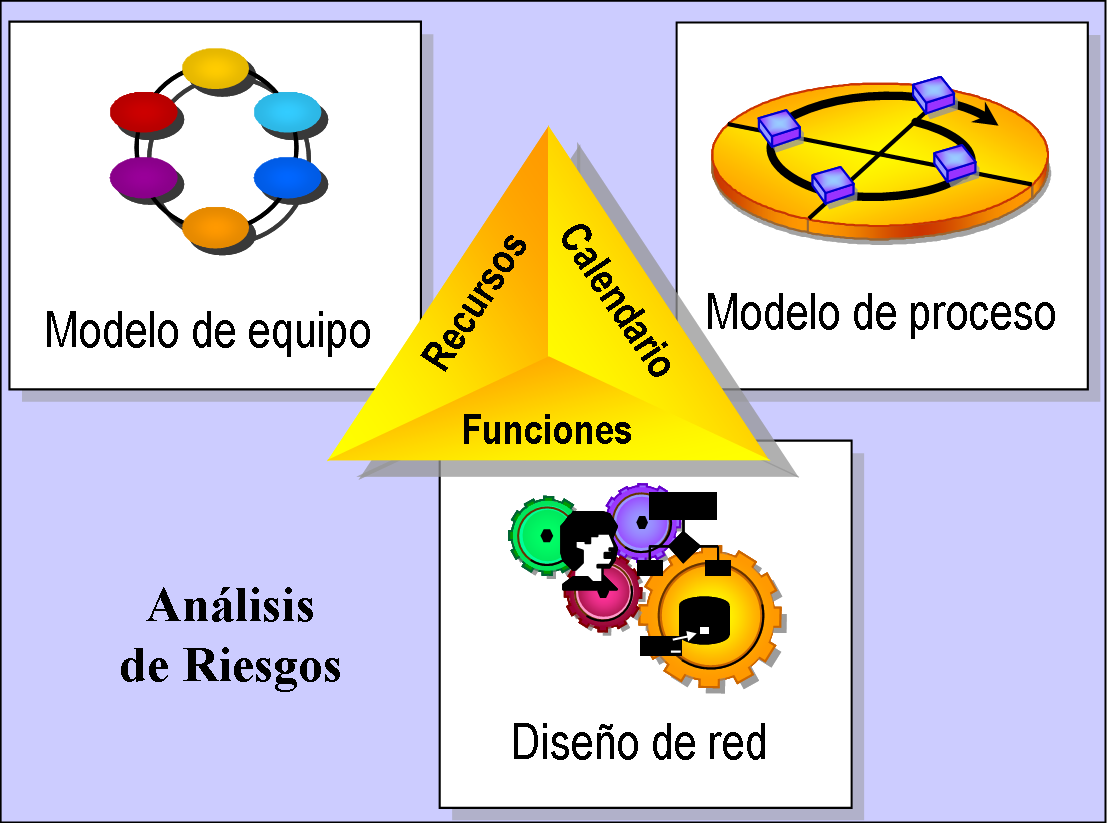 Modelo de equipo
Modelo de proceso
Recursos
Calendario
Funciones
Análisis
de Riesgos
Diseño de red